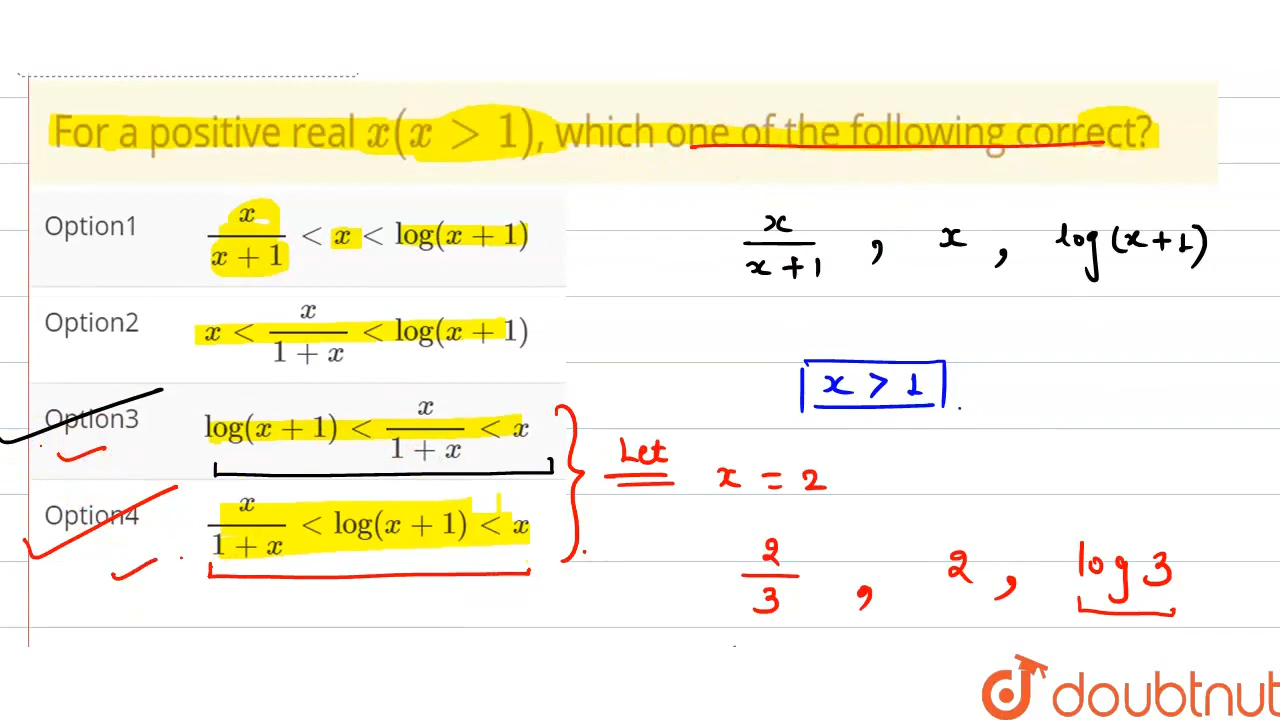 For a positive real x(x > 1), which one of the following correct?
Option1 x/(x + 1) < x < log(x + 1)
x/(x+1) , x , log(x+1)
Option2 x < x/(1 + x) < log(x + 1)
x > 1
Option3 log(x + 1) < x/(1 + x) < x
Let x = 2
Option4 x/(1 + x) < log(x + 1) < x
2/3 , 2 , log 3
doubtnut